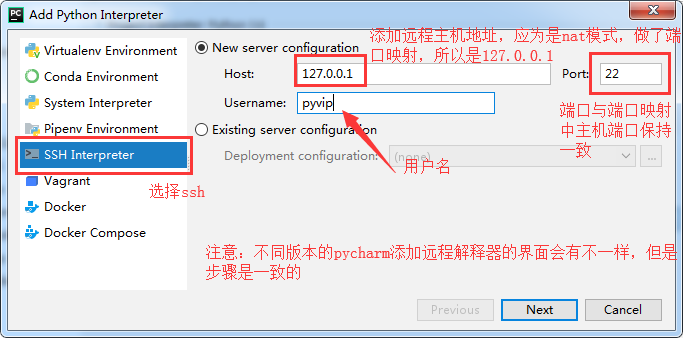 PC Add Python Interpreter
Virtualenv Environment
Conda Environment
System Interpreter
Pipenv Environment
SSH Interpreter
Vagrant
Docker
Docker Compose
选择ssh
New server configuration
添加远程主机地址，应为是nat模式，做了端
口映射，所以是127.0.0.1
Host: 127.0.0.1 Port: 22
Username: pyvip
端口与端口映射
中主机端口保持
一致
Existing server configuration
Deployment configuration: (none) ...
用户名
注意：不同版本的pycharm添加远程解释器的界面会有不一样，但是
步骤是一致的
Previous Next Cancel